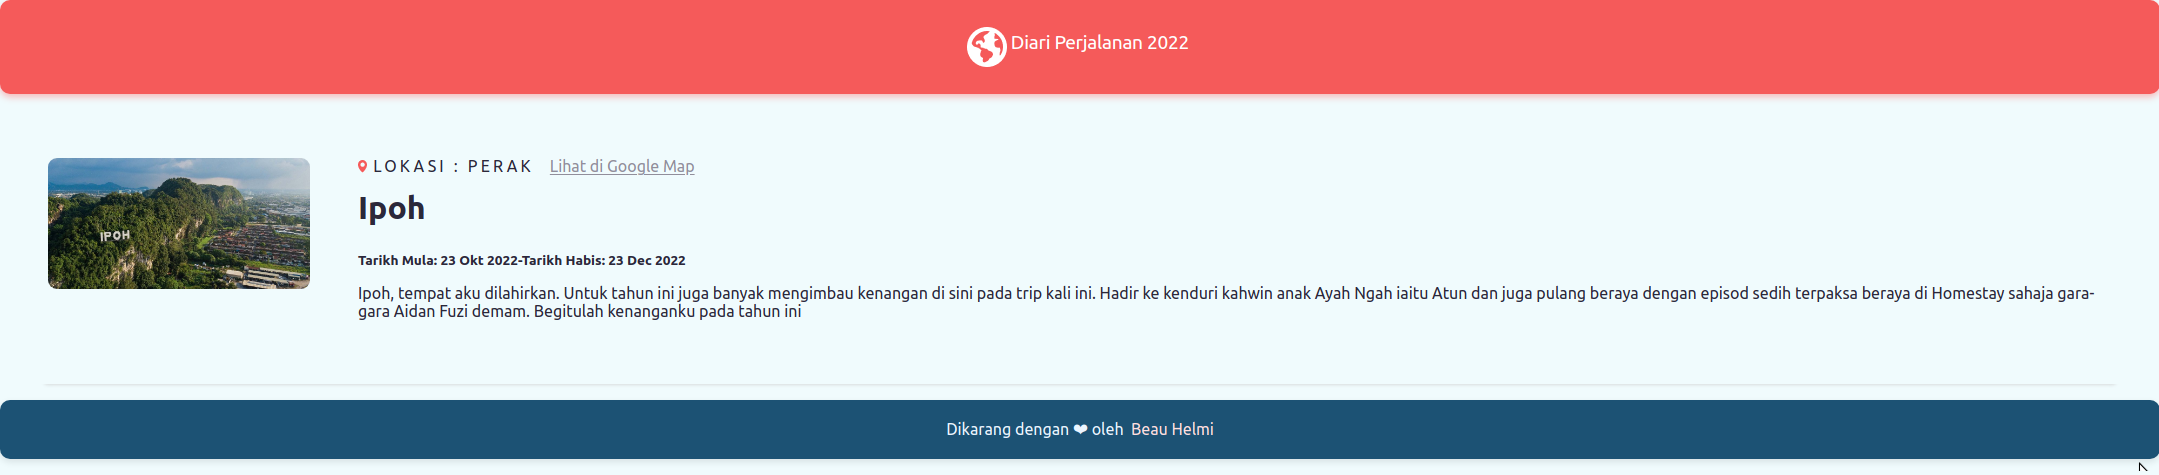 Diari Perjalanan 2022
LOKASI : PERAK Lihat di Google Map
IPOH
Ipoh
Tarikh Mula: 23 Okt 2022-Tarikh Habis: 23 Dec 2022
Ipoh, tempat aku dilahirkan. Untuk tahun ini juga banyak mengimbau kenangan di sini pada trip kali ini. Hadir ke kenduri kahwin anak Ayah Ngah iaitu Atun dan juga pulang beraya dengan episod sedih terpaksa beraya di Homestay sahaja gara-
gara Aidan Fuzi demam. Begitulah kenanganku pada tahun ini
Dikarang dengan ❤ oleh Beau Helmi